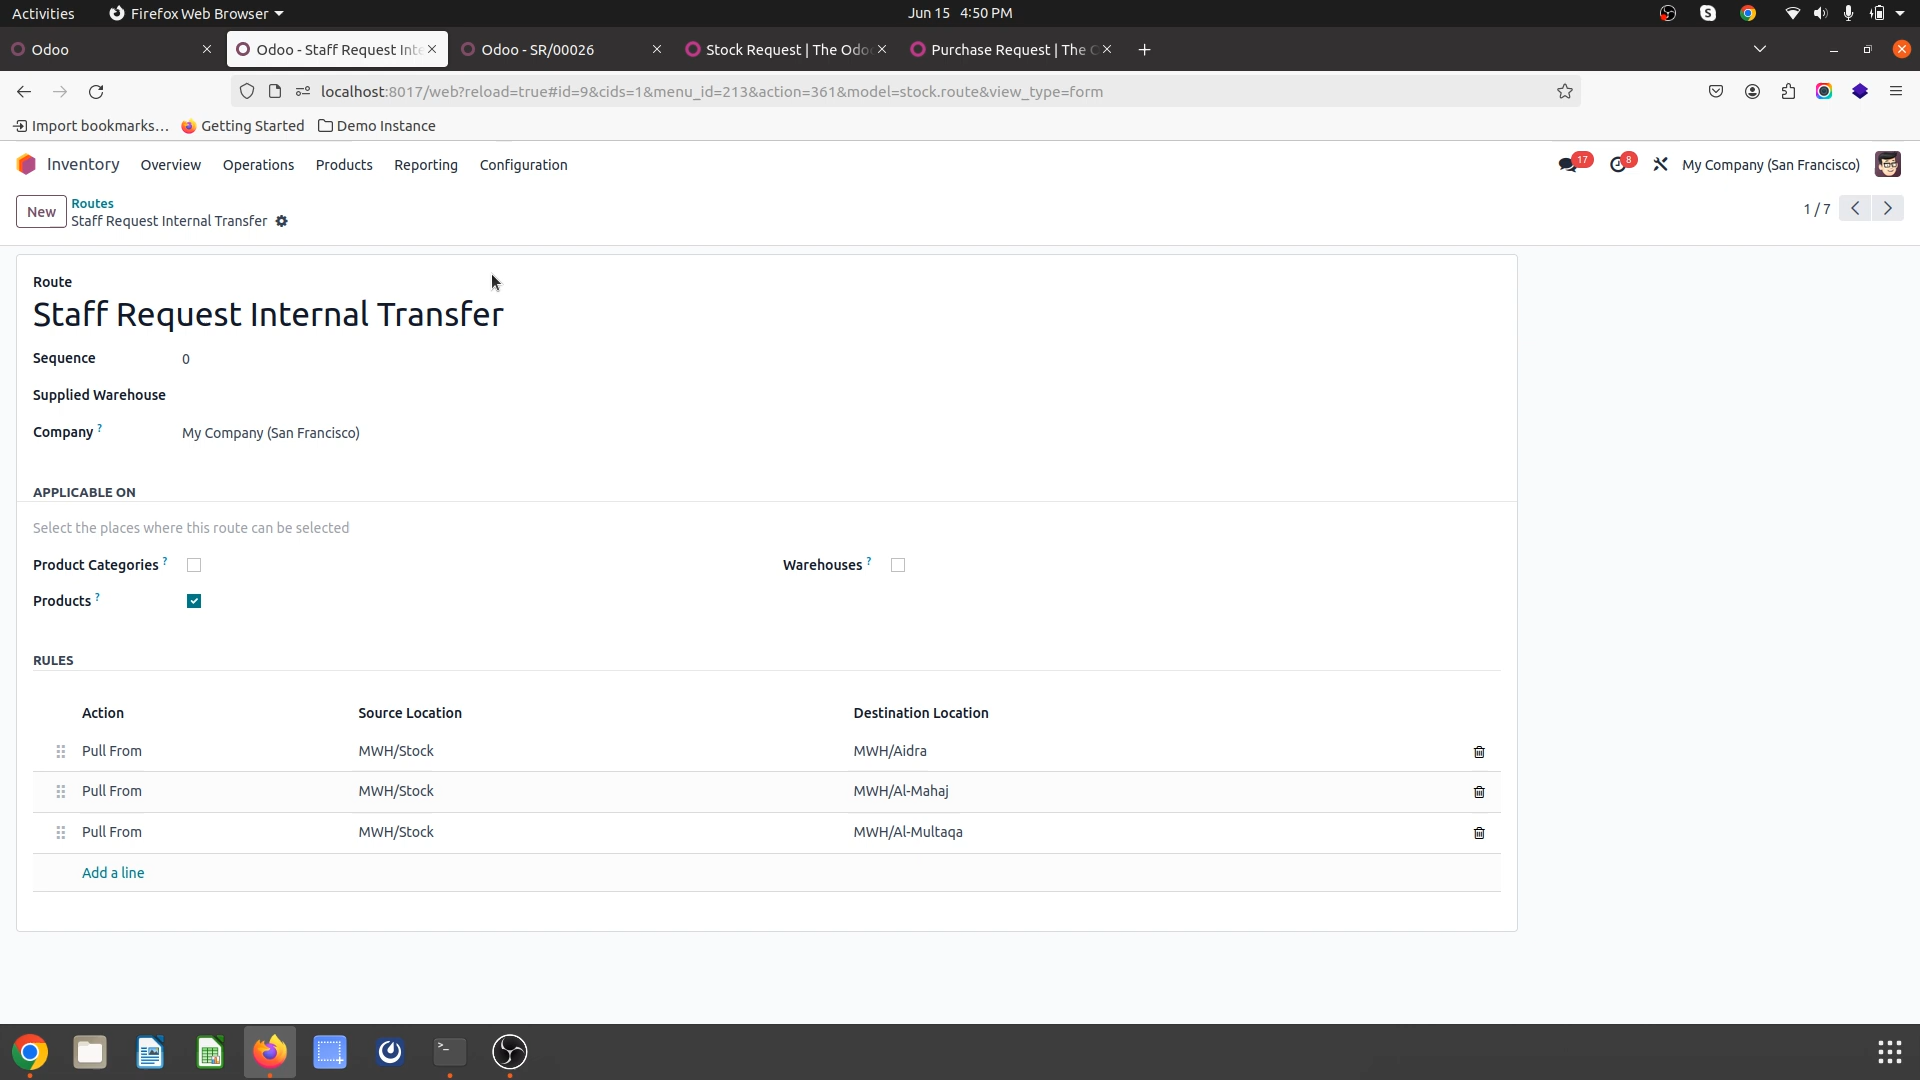 Activities
Firefox Web Browser
Jun 15 4:50 PM
Odoo
Odoo - Staff Request Inte
Odoo - SR/00026
Stock Request | The Odo
Purchase Request | The O
localhost:8017/web?reload=true#id=9&cids=1&menu_id=213&action=361&model=stock.route&view_type=form
Import bookmarks...
Getting Started
Demo Instance
Inventory
Overview
Operations
Products
Reporting
Configuration
17
8
My Company (San Francisco)
New
Routes
Staff Request Internal Transfer
1 / 7
Route
Staff Request Internal Transfer
Sequence
0
Supplied Warehouse
Company ?
My Company (San Francisco)
APPLICABLE ON
Select the places where this route can be selected
Product Categories ?
Warehouses ?
Products ?
RULES
Action
Source Location
Destination Location
Pull From
MWH/Stock
MWH/Aidra
Pull From
MWH/Stock
MWH/Al-Mahaj
Pull From
MWH/Stock
MWH/Al-Multaqa
Add a line